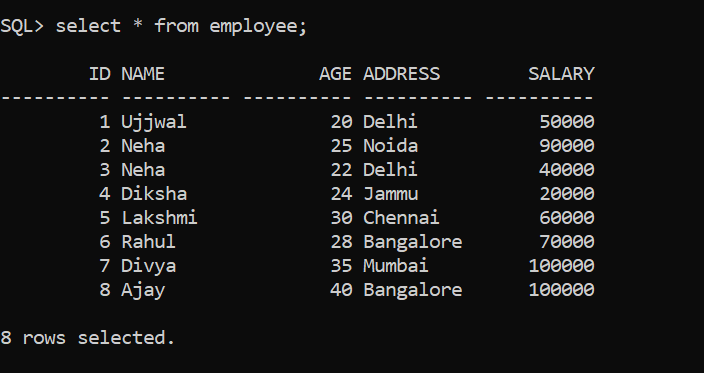 SQL> select * from employee;
        ID NAME              AGE ADDRESS        SALARY
---------- ---------- ---------- ---------- ----------
         1 Ujjwal             20 Delhi           50000
         2 Neha               25 Noida           90000
         3 Neha               22 Delhi           40000
         4 Diksha             24 Jammu           20000
         5 Lakshmi            30 Chennai         60000
         6 Rahul              28 Bangalore       70000
         7 Divya              35 Mumbai         100000
         8 Ajay               40 Bangalore      100000
8 rows selected.